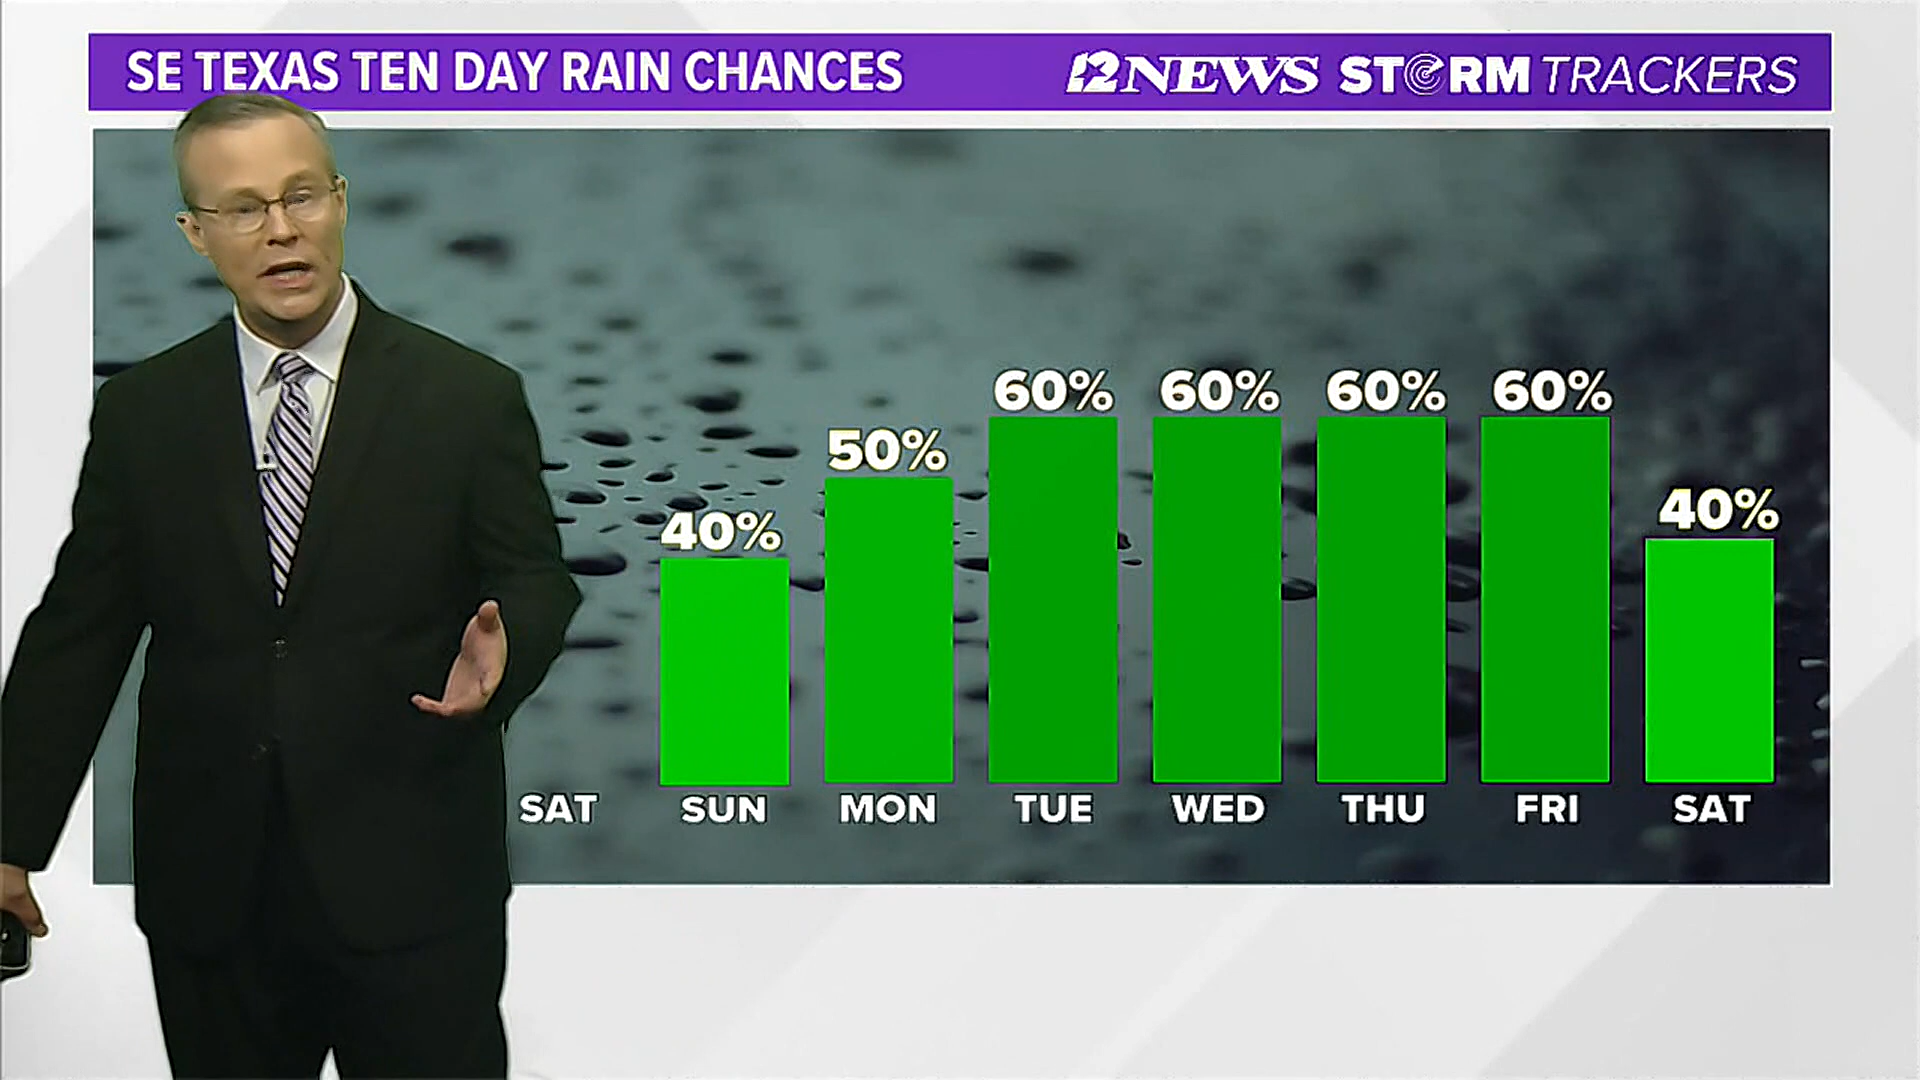 SE TEXAS TEN DAY RAIN CHANCES
12NEWS STORM TRACKERS
60% 60% 60% 60%
50%
40% 40%
SAT SUN MON TUE WED THU FRI SAT